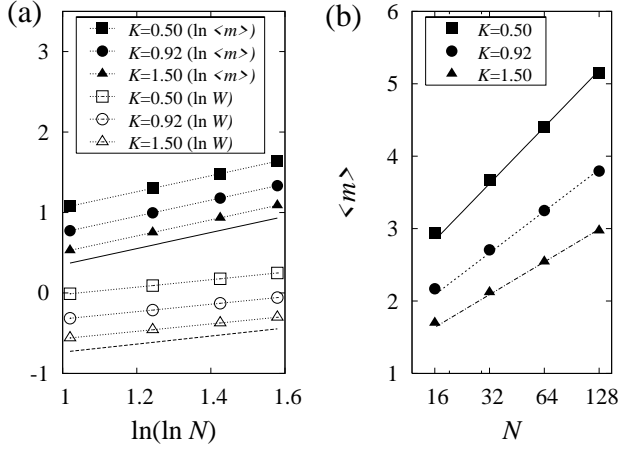 (a)
3
2
1
0
-1
K=0.50 (ln <m>)
K=0.92 (ln <m>)
K=1.50 (ln <m>)
K=0.50 (ln W)
K=0.92 (ln W)
K=1.50 (ln W)
1 1.2 1.4 1.6
ln(ln N)
(b)
6
5
4
3
2
1
<m>
K=0.50
K=0.92
K=1.50
16 32 64 128
N